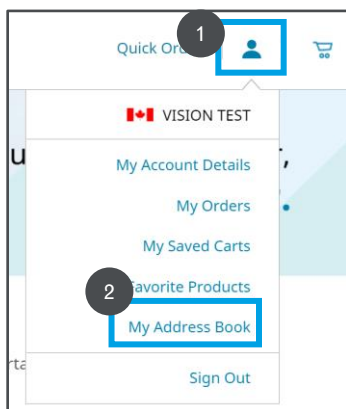 1
Quick Or
VISION TEST
u
r,
My Account Details
My Orders
My Saved Carts
2
avorite Products
My Address Book
rta
Sign Out